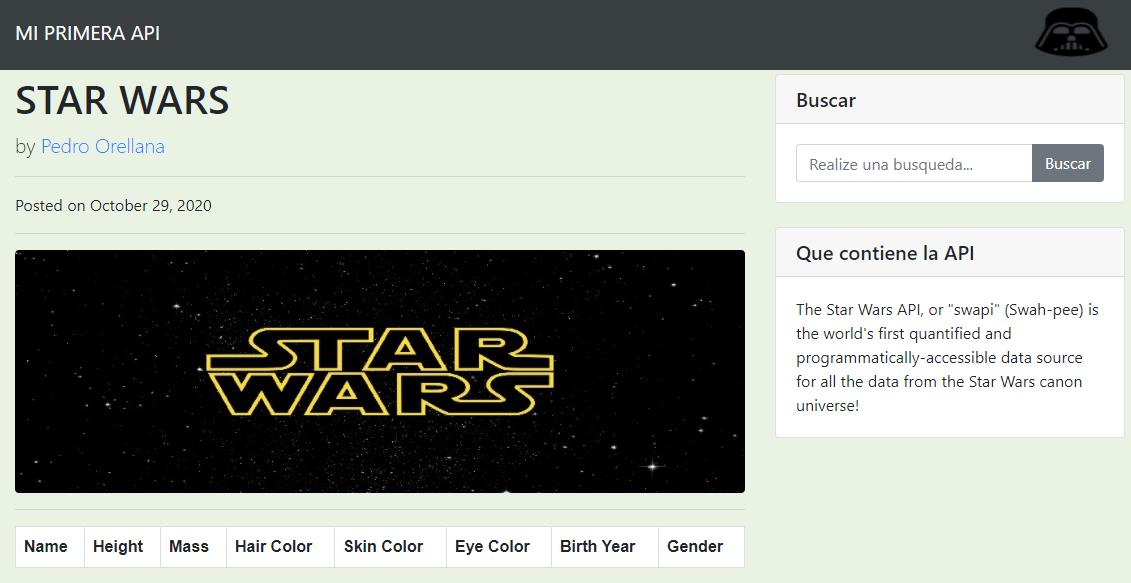 MI PRIMERA API
STAR WARS
by Pedro Orellana
Posted on October 29, 2020
STAR
WARS
Name Height Mass Hair Color Skin Color Eye Color Birth Year Gender
Buscar
Realize una busqueda... Buscar
Que contiene la API
The Star Wars API, or "swapi" (Swah-pee) is
the world's first quantified and
programmatically-accessible data source
for all the data from the Star Wars canon
universe!